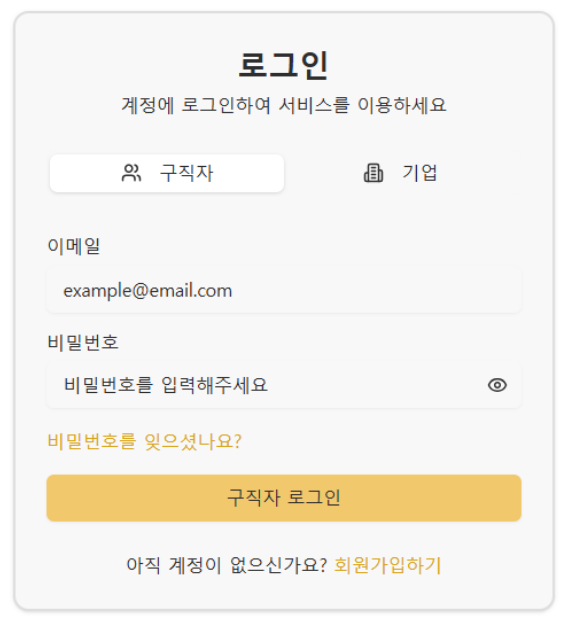 로그인
계정에 로그인하여 서비스를 이용하세요
구직자 기업
이메일
example@email.com
비밀번호
비밀번호를 입력해주세요
비밀번호를 잊으셨나요?
구직자 로그인
아직 계정이 없으신가요? 회원가입하기